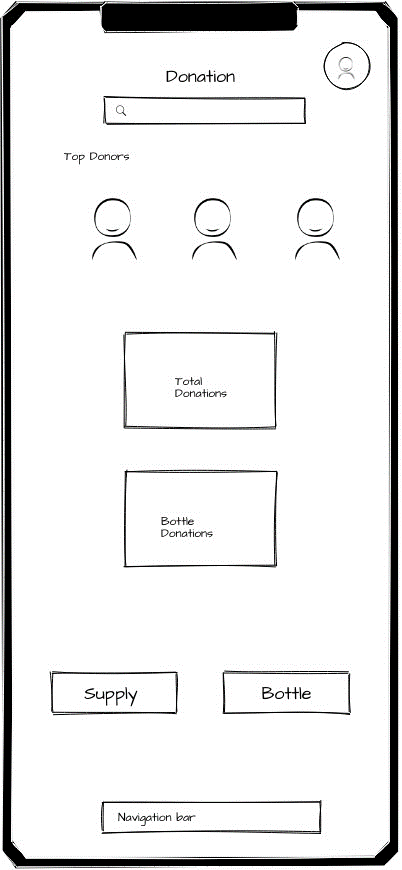 Donation
Top Donors
Total
Donations
Bottle
Donations
Supply
Bottle
Navigation bar